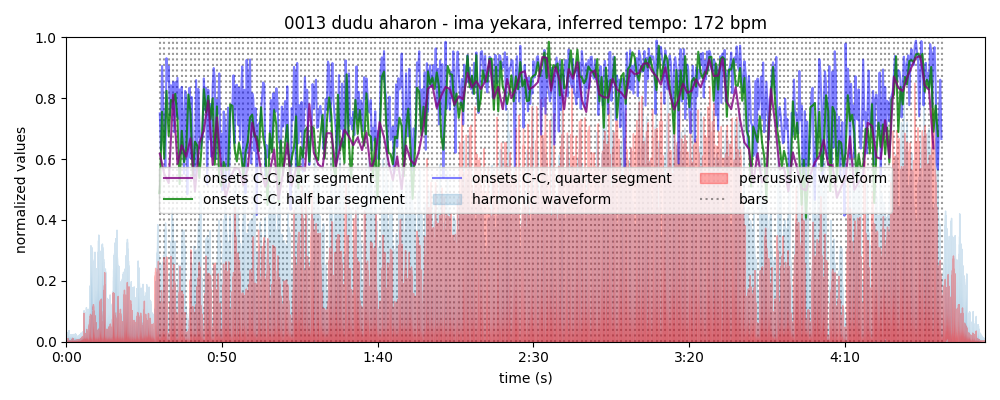 0013 dudu aharon - ima yekara, inferred tempo: 172 bpm
normalized values
1.0
0.8
0.6
0.4
0.2
0.0
onsets C-C, bar segment
onsets C-C, half bar segment
onsets C-C, quarter segment
harmonic waveform
percussive waveform
bars
0:00 0:50 1:40 2:30 3:20 4:10
time (s)